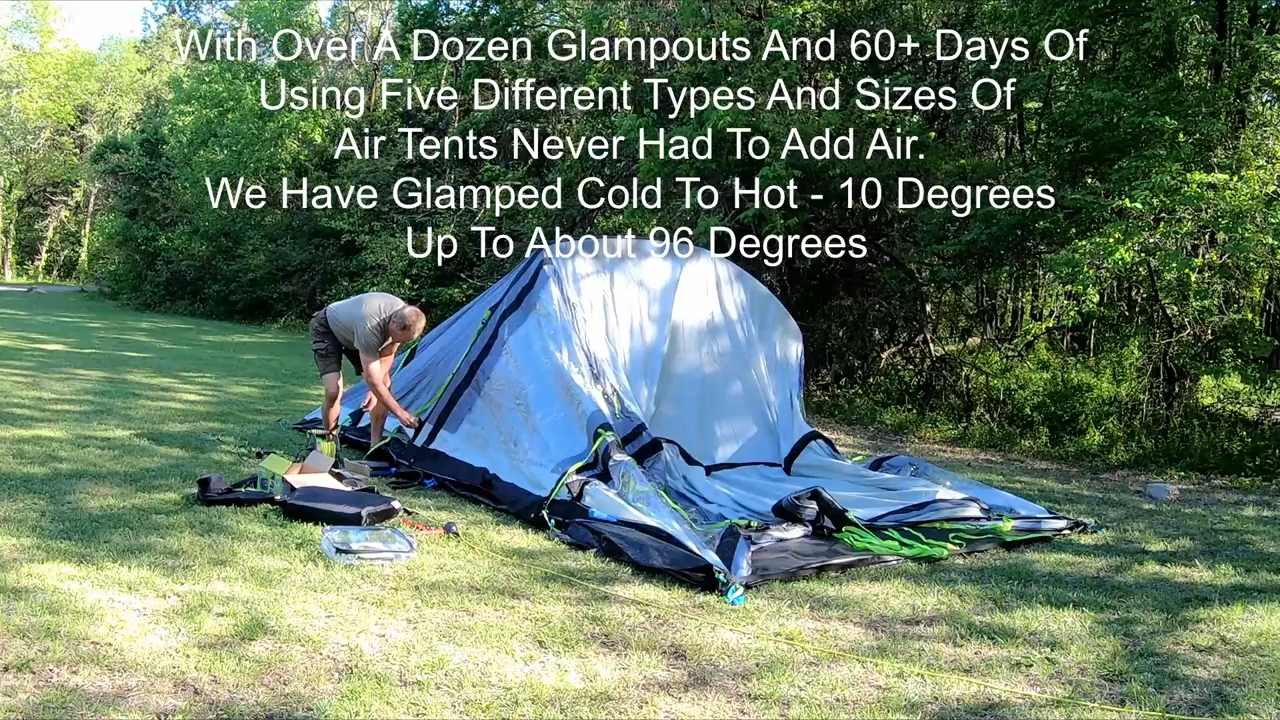 With Over A Dozen Glampouts And 60+ Days Of
Using Five Different Types And Sizes Of
Air Tents Never Had To Add Air.
We Have Glamped Cold To Hot - 10 Degrees
Up To About 96 Degrees